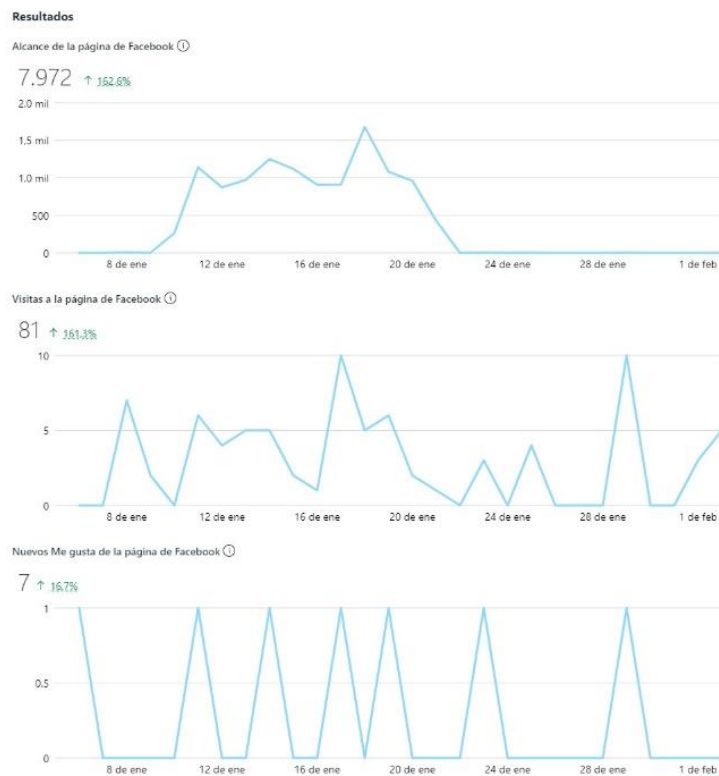 Resultados
Alcance de la página de Facebook
7.972 ↑ 162,6%
2.0 mil
1,5 mil
1,0 mil
500
0
8 de ene 12 de ene 16 de ene 20 de ene 24 de ene 28 de ene 1 de feb
Visitas a la página de Facebook
81 ↑ 161,3%
10
5
0
8 de ene 12 de ene 16 de ene 20 de ene 24 de ene 28 de ene 1 de feb
Nuevos Me gusta de la página de Facebook
7 ↑ 16,7%
1
0.5
0
8 de ene 12 de ene 16 de ene 20 de ene 24 de ene 28 de ene 1 de feb